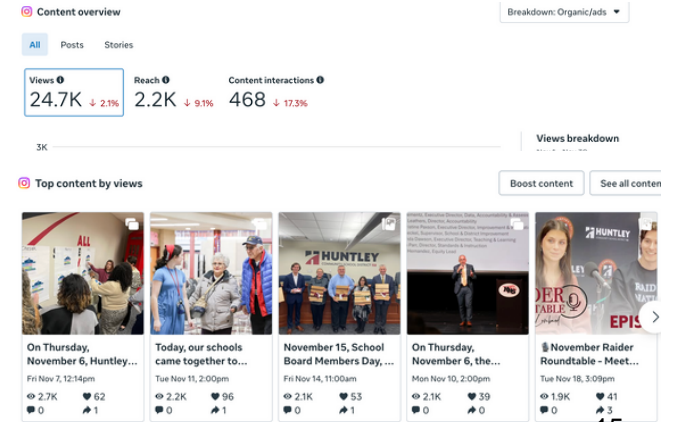 Content overview
Breakdown: Organic/ads
All
Posts
Stories
Views
Reach
Content interactions
24.7K ↓ 2.1%
2.2K ↓ 9.1%
468 ↓ 17.3%
3K
Views breakdown
Top content by views
Boost content
See all conten
ALL
HUNTLEY
HUNTLEY
RAID
DER
TABLE
EPIS
On Thursday,
November 6, Huntley...
Fri Nov 7, 12:14pm
2.7K
62
0
1
Today, our schools
came together to...
Tue Nov 11, 2:00pm
2.2K
96
0
1
November 15, School
Board Members Day, ...
Fri Nov 14, 11:00am
2.1K
53
0
1
On Thursday,
November 6, the...
Mon Nov 10, 2:00pm
2.1K
39
0
0
🎙November Raider
Roundtable - Meet...
Tue Nov 18, 3:09pm
1.9K
41
0
3